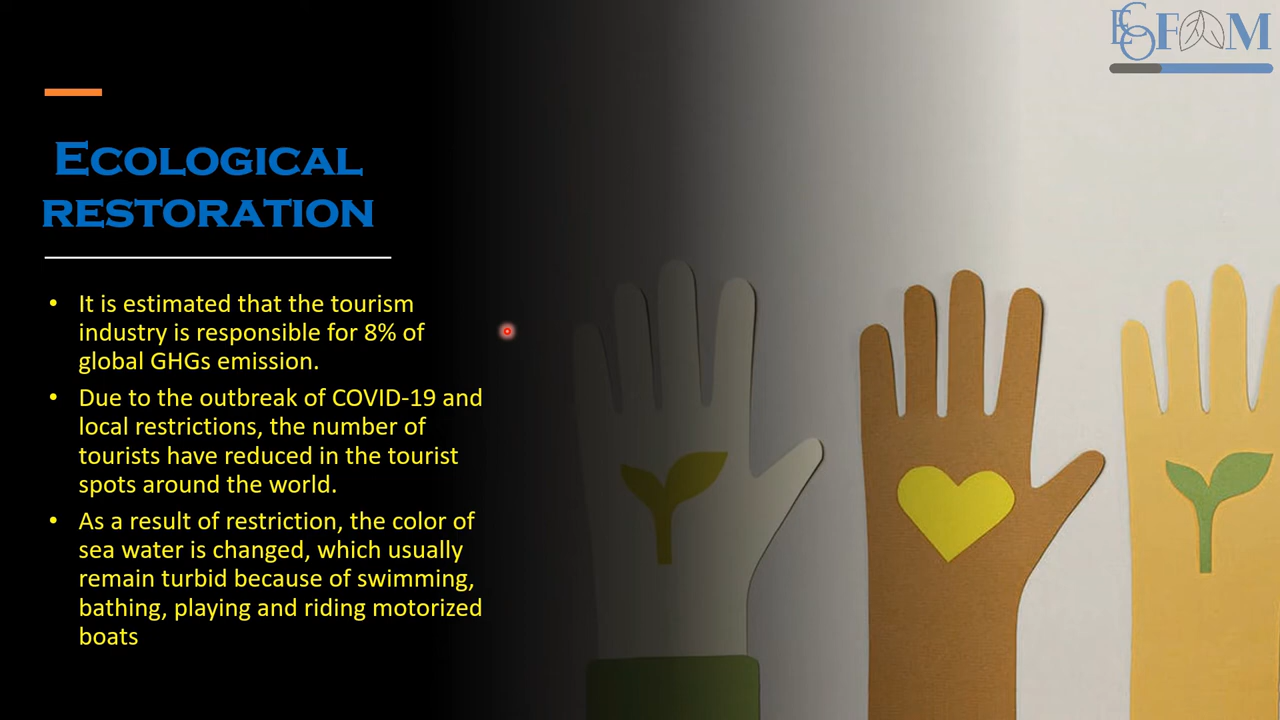 ECOFAM
ECOLOGICAL
RESTORATION
• It is estimated that the tourism
industry is responsible for 8% of
global GHGs emission.
• Due to the outbreak of COVID-19 and
local restrictions, the number of
tourists have reduced in the tourist
spots around the world.
• As a result of restriction, the color of
sea water is changed, which usually
remain turbid because of swimming,
bathing, playing and riding motorized
boats